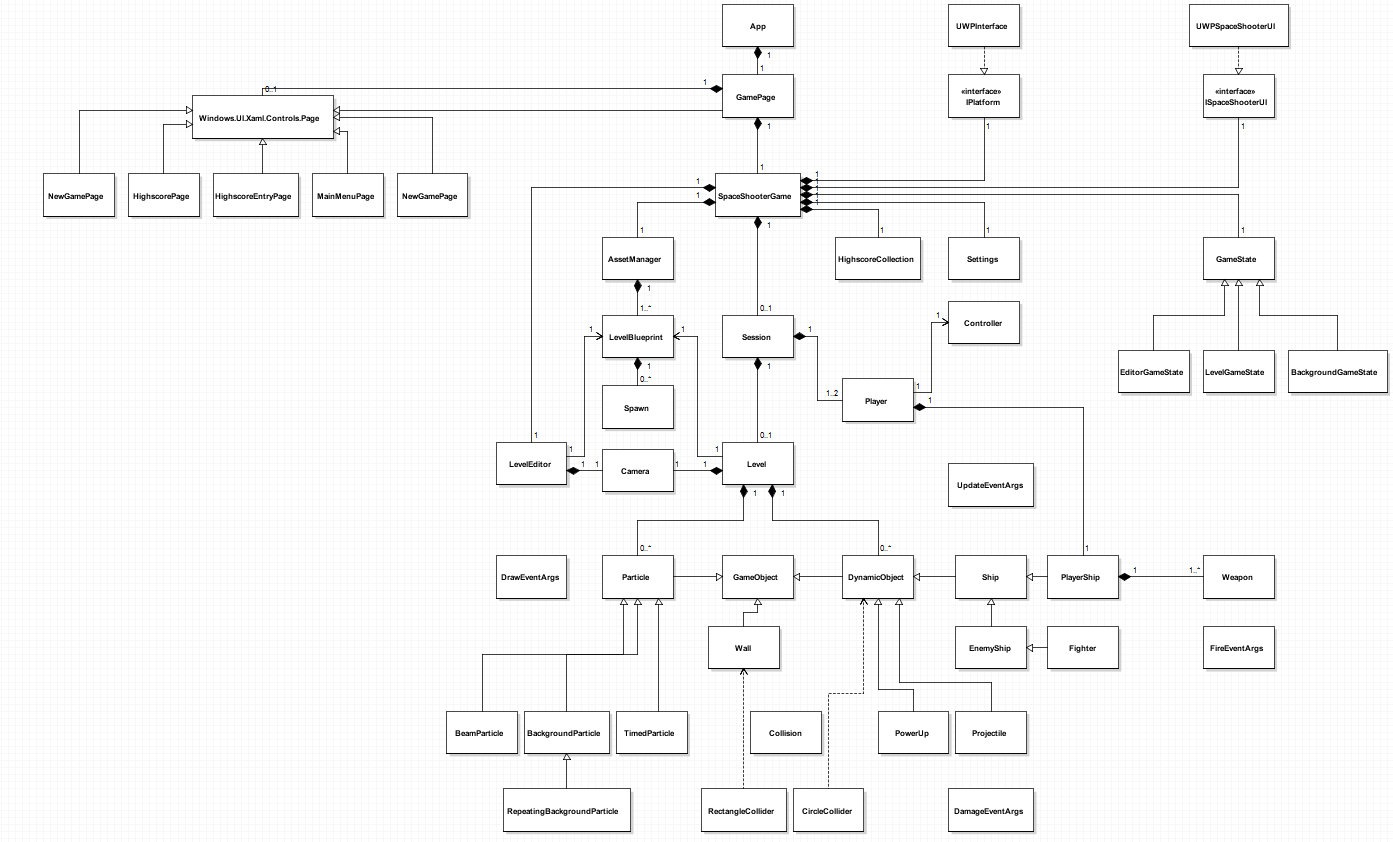 App
UWPInterface
UWPSpaceShooterUI
1
1
0..1
1
GamePage
«interface»
IPlatform
«interface»
ISpaceShooterUI
Windows.UI.Xaml.Controls.Page
1
1
1
1
1
1
1
1
1
1
NewGamePage
HighscorePage
HighscoreEntryPage
MainMenuPage
NewGamePage
SpaceShooterGame
1
1
1
1
1
1
1
AssetManager
HighscoreCollection
Settings
GameState
1
1..*
0..1
1
Controller
1
LevelBlueprint
1
Session
1
1
0..*
1
EditorGameState
LevelGameState
BackgroundGameState
1..2
Player
1
1
Spawn
1
0..1
1
1
LevelEditor
1
1
Camera
1
1
Level
UpdateEventArgs
1
1
0..*
0..*
1
DrawEventArgs
Particle
GameObject
DynamicObject
Ship
PlayerShip
1
1..*
Weapon
Wall
EnemyShip
Fighter
FireEventArgs
BeamParticle
BackgroundParticle
TimedParticle
Collision
PowerUp
Projectile
RepeatingBackgroundParticle
RectangleCollider
CircleCollider
DamageEventArgs